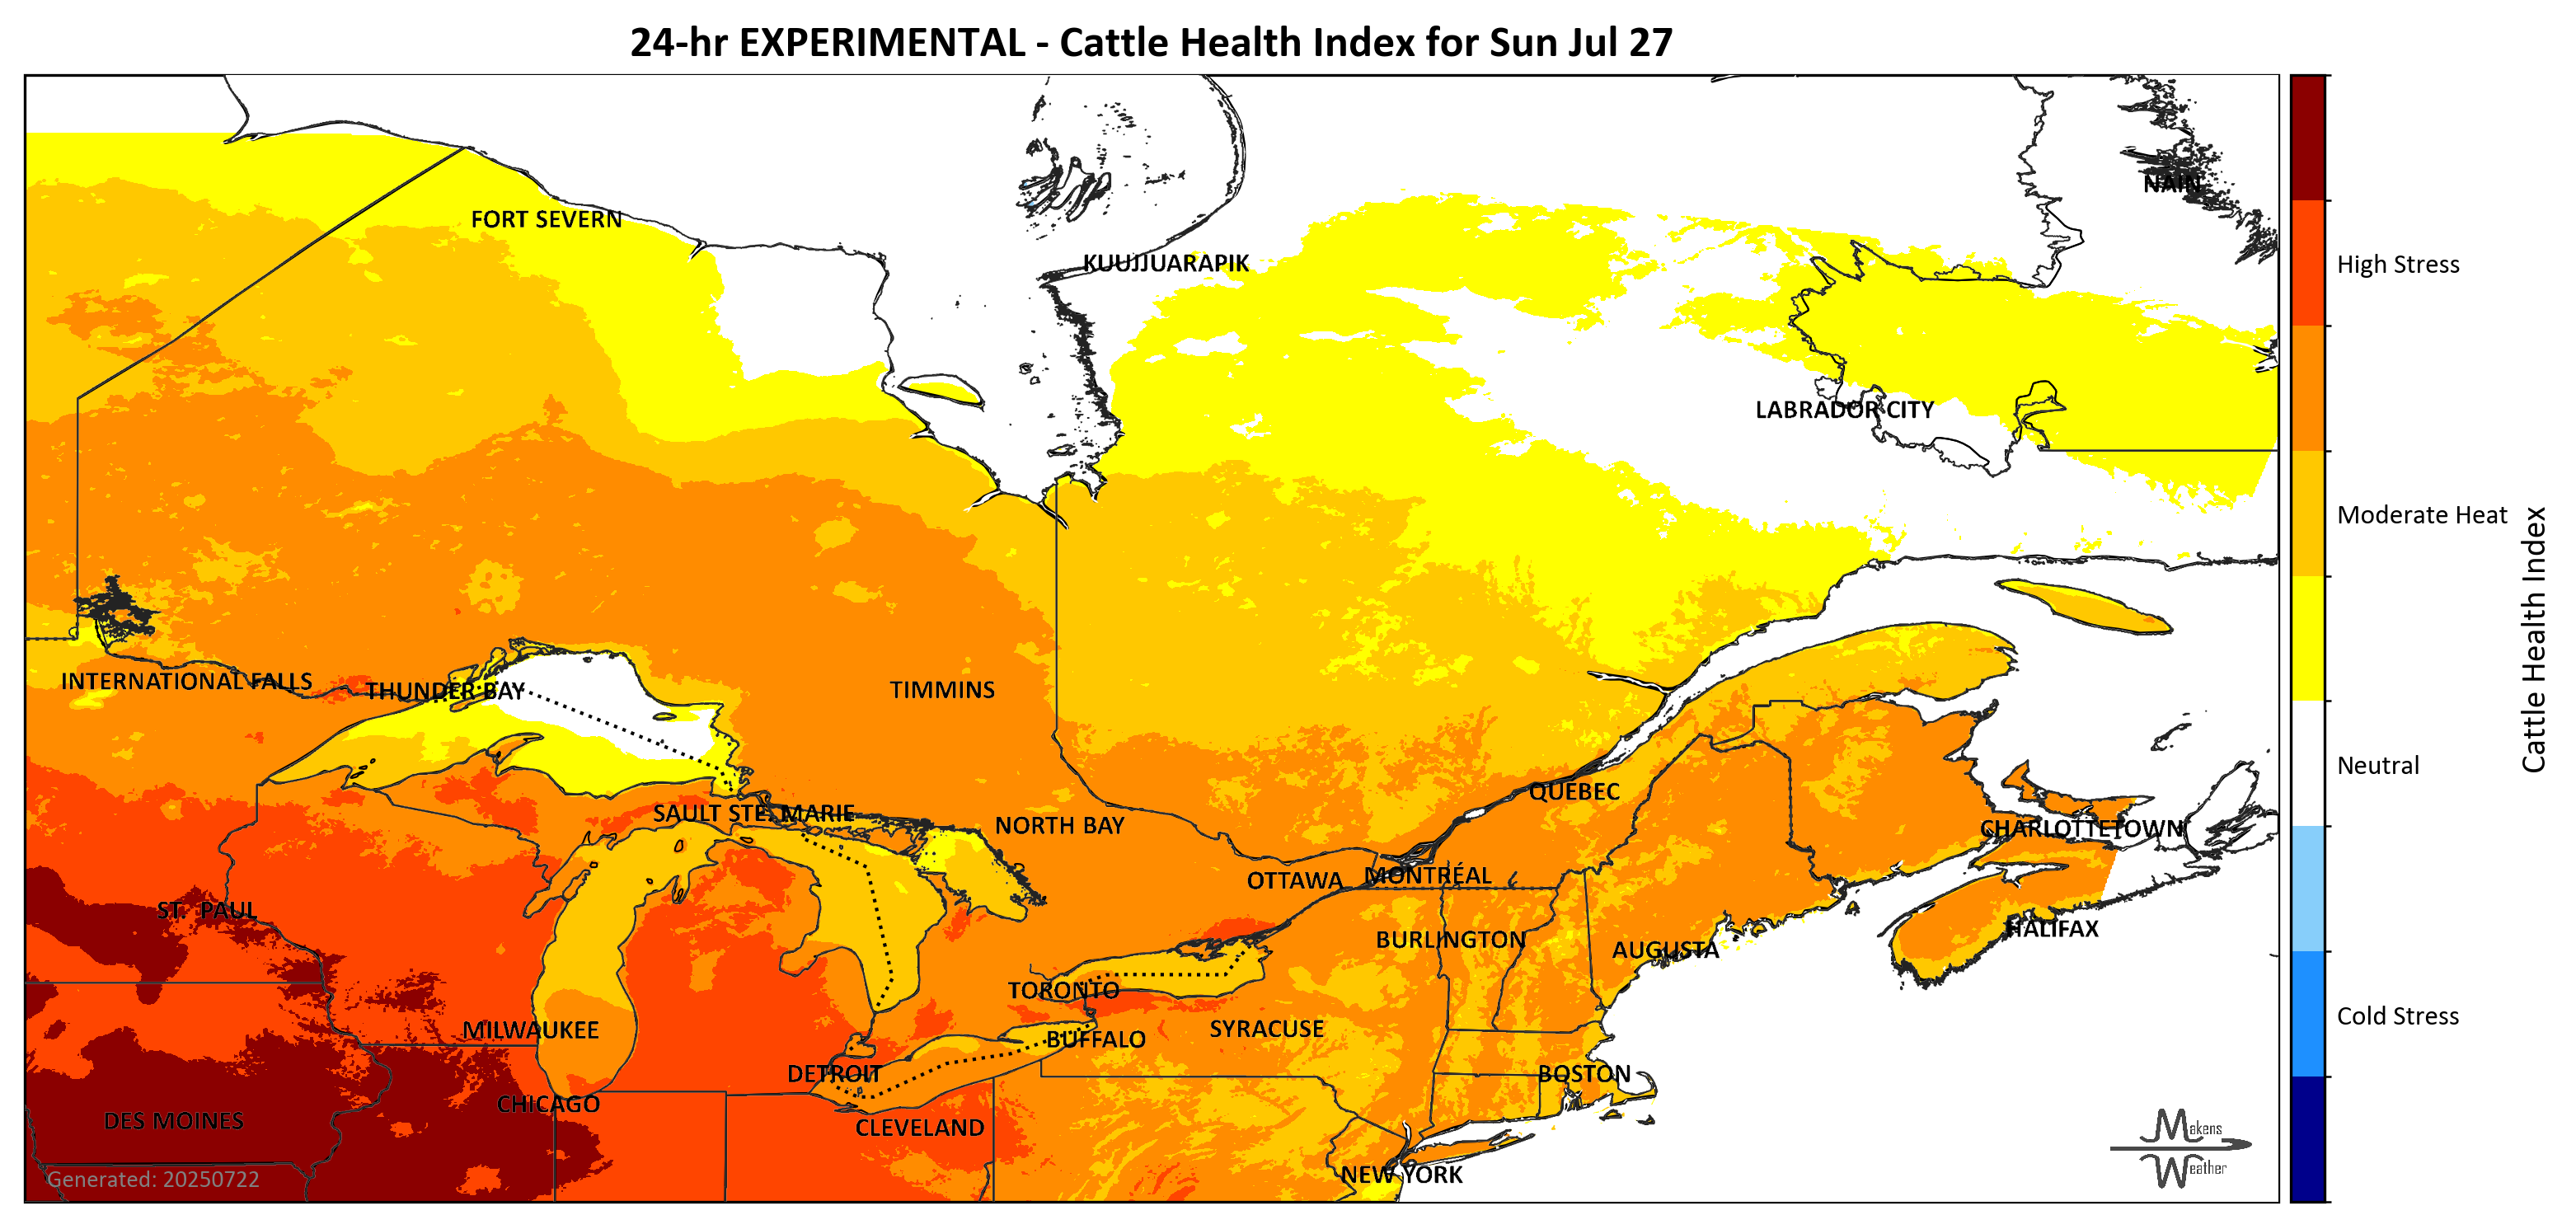 24-hr EXPERIMENTAL - Cattle Health Index for Sun Jul 27
NAIN
FORT SEVERN
KUUJJUARAPIK
High Stress
LABRADOR CITY
Moderate Heat
Cattle Health Index
INTERNATIONAL FALLS
THUNDER BAY
TIMMINS
Neutral
QUEBEC
SAULT STE. MARIE
NORTH BAY
CHARLOTTETOWN
OTTAWA
MONTRÉAL
ST. PAUL
HALIFAX
BURLINGTON
AUGUSTA
TORONTO
Cold Stress
MILWAUKEE
BUFFALO
SYRACUSE
DETROIT
BOSTON
CHICAGO
DES MOINES
CLEVELAND
Makens
Weather
NEW YORK
Generated: 20250722